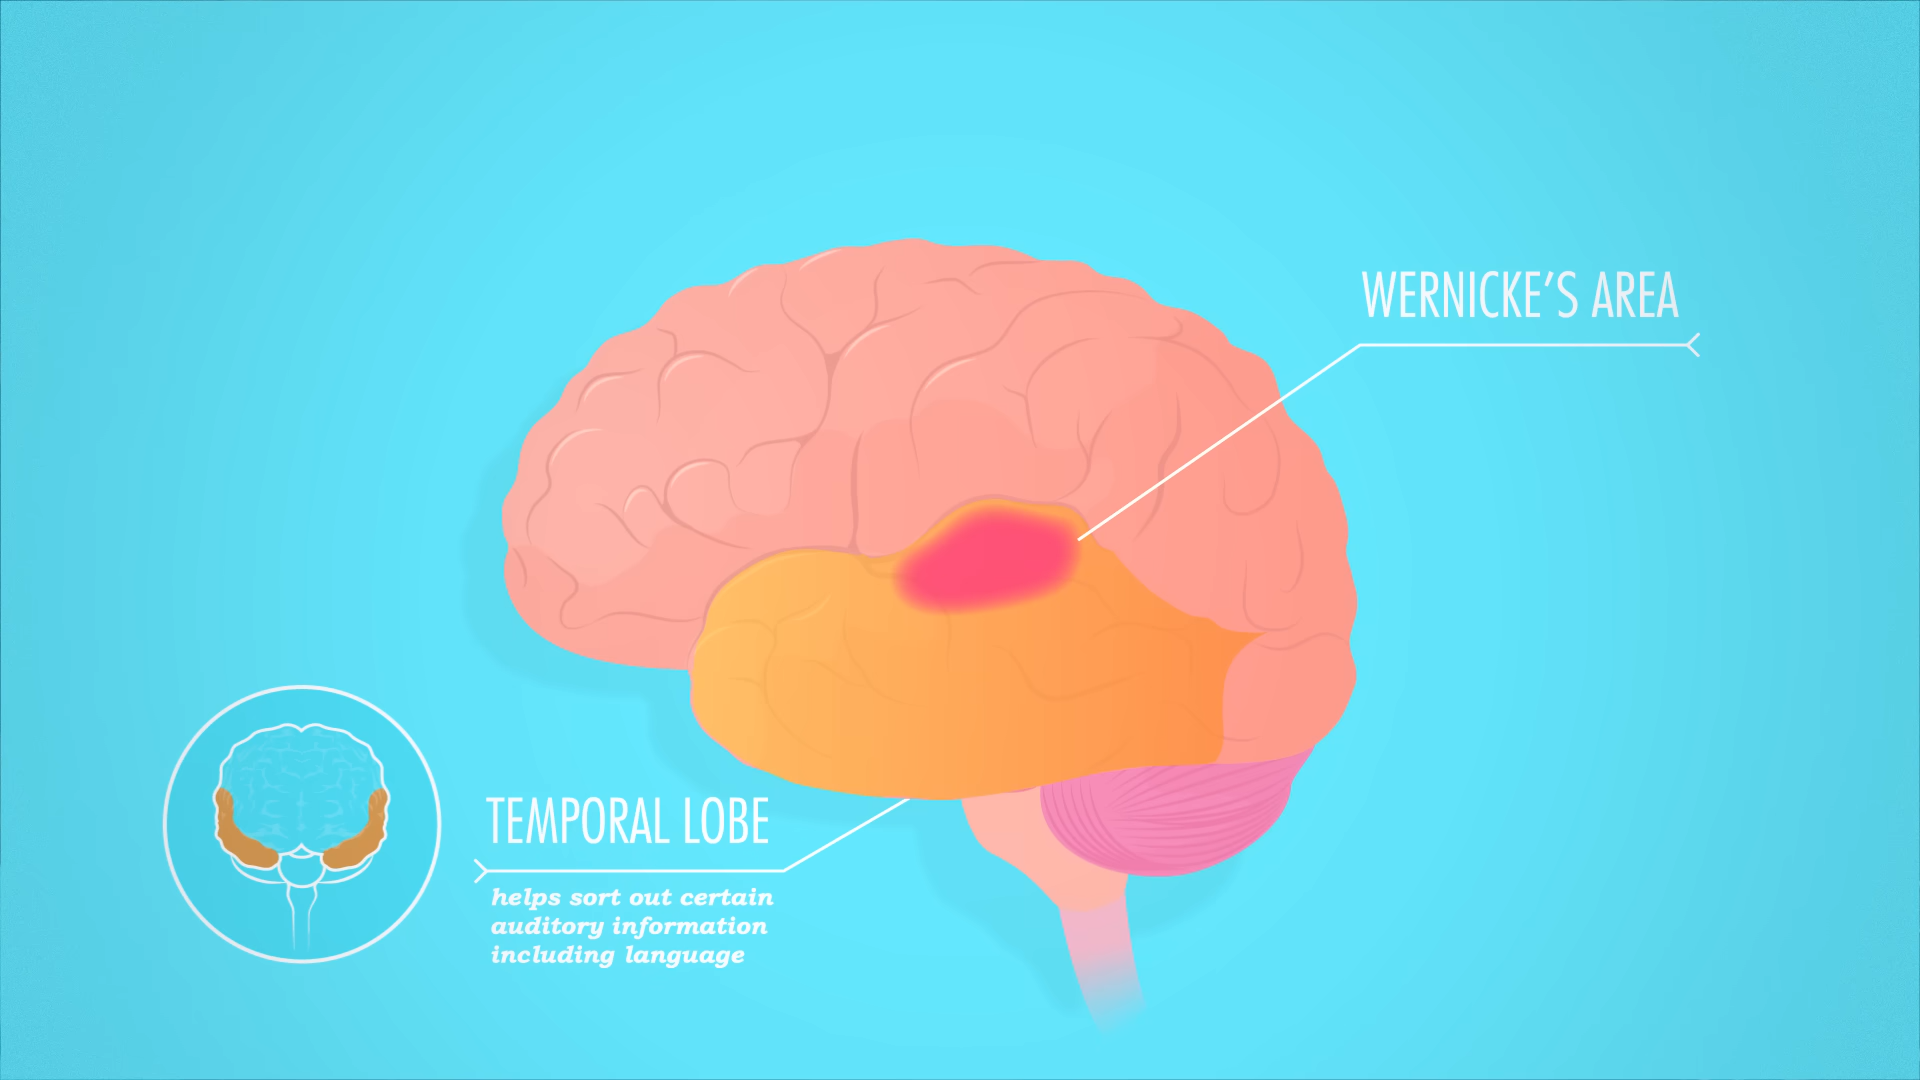 WERNICKE'S AREA
TEMPORAL LOBE
helps sort out certain
auditory information
including language